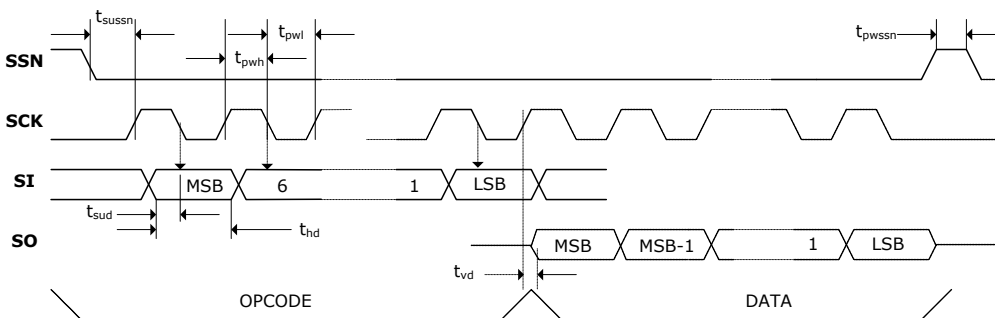 tsussn
tpwl
tpwh
tpwssn
SSN
SCK
SI
MSB
6
1
LSB
tsud
thd
SO
MSB
MSB-1
1
LSB
tvd
OPCODE
DATA